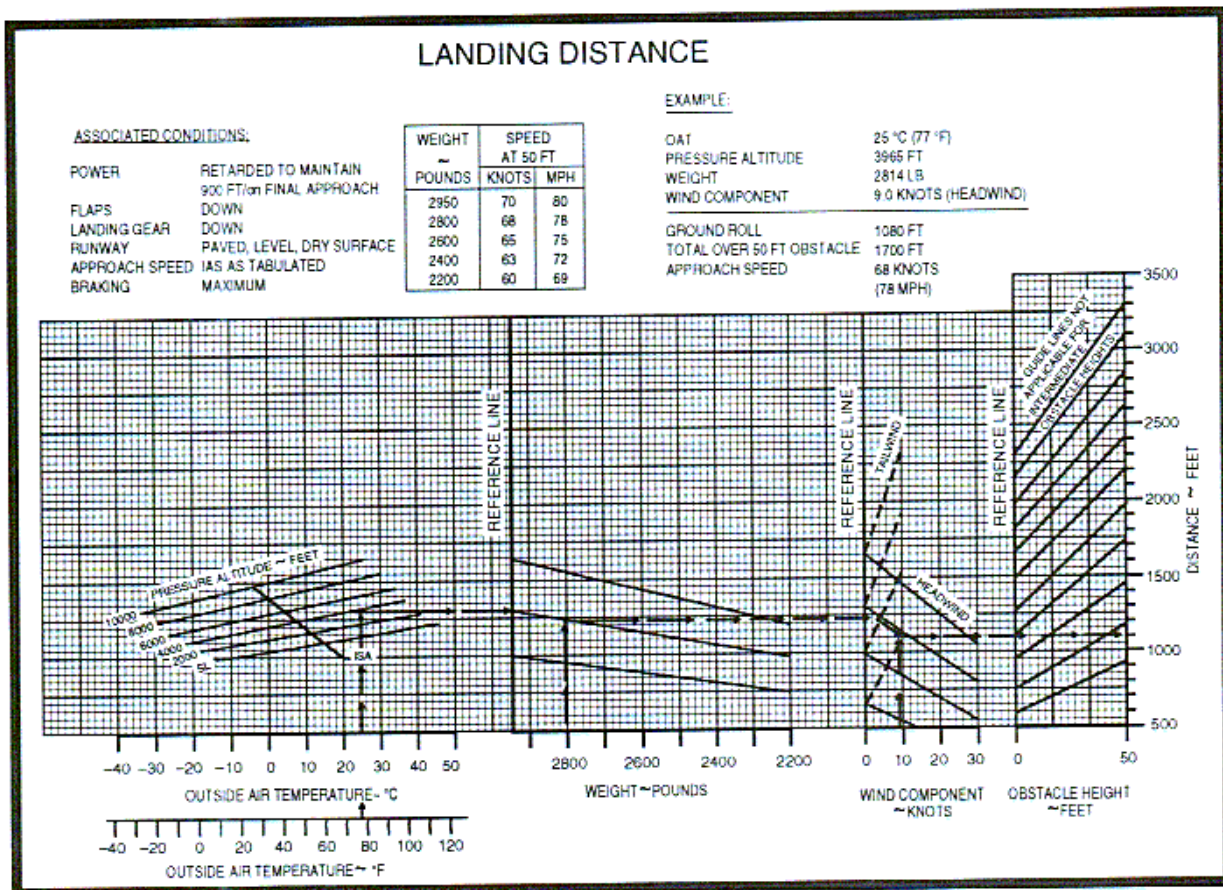 LANDING DISTANCE
ASSOCIATED CONDITIONS:
POWER RETARDED TO MAINTAIN
900 FT/on FINAL APPROACH
FLAPS DOWN
LANDING GEAR DOWN
RUNWAY PAVED, LEVEL, DRY SURFACE
APPROACH SPEED IAS AS TABULATED
BRAKING MAXIMUM
WEIGHT ~ POUNDS SPEED AT 50 FT
KNOTS MPH
2950 70 80
2800 68 78
2600 65 75
2400 63 72
2200 60 69
EXAMPLE:
OAT 25 °C (77 °F)
PRESSURE ALTITUDE 3965 FT
WEIGHT 2814 LB
WIND COMPONENT 9.0 KNOTS (HEADWIND)
GROUND ROLL 1080 FT
TOTAL OVER 50 FT OBSTACLE 1700 FT
APPROACH SPEED 68 KNOTS
(78 MPH)
PRESSURE ALTITUDE ~ FEET
10000
8000
6000
4000
2000
SL
ISA
REFERENCE LINE
REFERENCE LINE
TAILWIND
HEADWIND
REFERENCE LINE
GUIDE LINES NOT
APPLICABLE FOR
INTERMEDIATE
OBSTACLE HEIGHTS
3500
3000
2500
2000
1500
1000
500
DISTANCE ~ FEET
-40 -30 -20 -10 0 10 20 30 40 50
OUTSIDE AIR TEMPERATURE~ °C
2800 2600 2400 2200
WEIGHT~POUNDS
0 10 20 30
WIND COMPONENT
~KNOTS
0 50
OBSTACLE HEIGHT
~FEET
-40 -20 0 20 40 60 80 100 120
OUTSIDE AIR TEMPERATURE~ °F